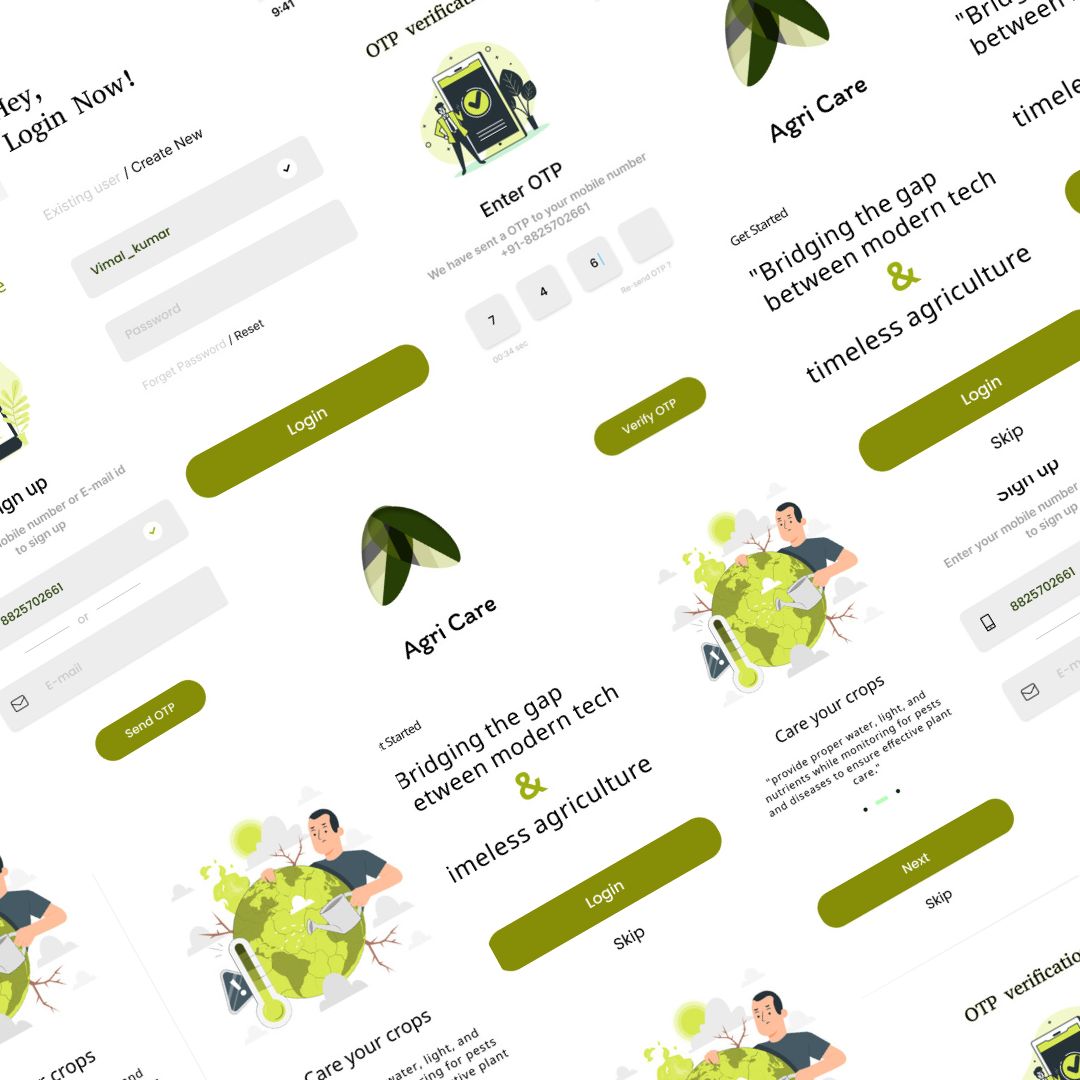 9:41
Hey,
Login Now!
Existing user / Create New
Vimal_kumar
Password
Forget Password / Reset
Login
OTP verificatio
Enter OTP
We have sent a OTP to your mobile number
+91-8825702661
7
4
6
Re-send OTP ?
00:34 sec
Verify OTP
Agri Care
Get Started
"Bridging the gap
between modern tech
&
timeless agriculture
Login
Skip
"Brid
between
timele
e
ign up
obile number or E-mail id
to sign up
8825702661
or
E-mail
Send OTP
Agri Care
t Started
Bridging the gap
etween modern tech
&
imeless agriculture
Login
Skip
Care your crops
"provide proper water, light, and
nutrients while monitoring for pests
and diseases to ensure effective plant
care."
Next
Skip
Sign up
Enter your mobile number
to sign up
8825702661
E-m
crops
and
Care your crops
ater, light, and
ng for pests
ective plant
OTP verificatio